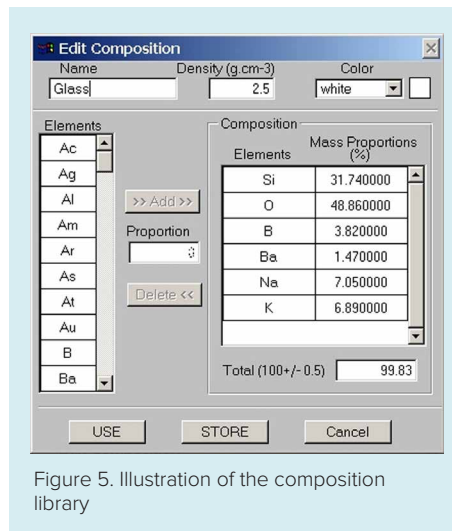 Edit Composition
Name Density (g.cm-3) Color
Glass 2.5 white
Elements Composition
Elements Mass Proportions (%)
Ac
Ag
Al
Am
Ar
As
At
Au
B
Ba
>> Add >>
Proportion
0
Delete <<
Si 31.740000
O 48.860000
B 3.820000
Ba 1.470000
Na 7.050000
K 6.890000
Total (100+/- 0.5) 99.83
USE STORE Cancel
Figure 5. Illustration of the composition
library